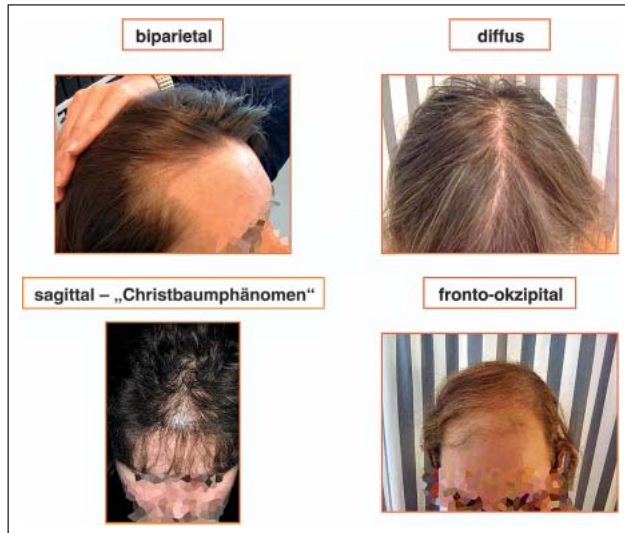 biparietal
diffus
sagittal – „Christbaumphänomen“
fronto-okzipital